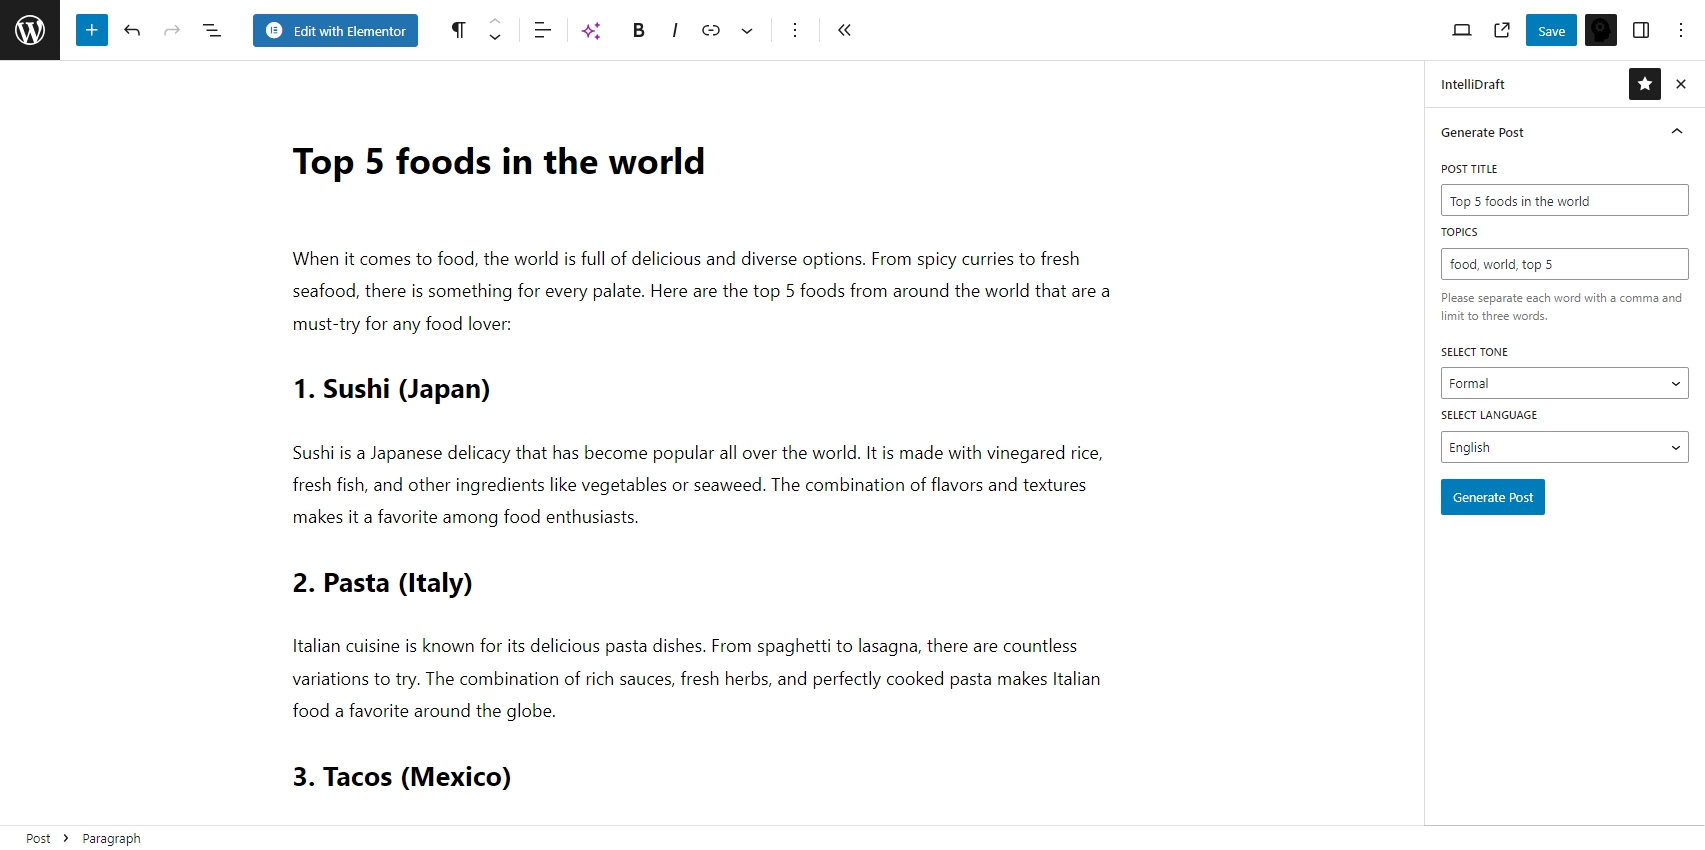 Edit with Elementor
B
I
Save
IntelliDraft
Generate Post
POST TITLE
Top 5 foods in the world
TOPICS
food, world, top 5
Please separate each word with a comma and
limit to three words.
SELECT TONE
Formal
SELECT LANGUAGE
English
Generate Post
Top 5 foods in the world
When it comes to food, the world is full of delicious and diverse options. From spicy curries to fresh
seafood, there is something for every palate. Here are the top 5 foods from around the world that are a
must-try for any food lover:
1. Sushi (Japan)
Sushi is a Japanese delicacy that has become popular all over the world. It is made with vinegared rice,
fresh fish, and other ingredients like vegetables or seaweed. The combination of flavors and textures
makes it a favorite among food enthusiasts.
2. Pasta (Italy)
Italian cuisine is known for its delicious pasta dishes. From spaghetti to lasagna, there are countless
variations to try. The combination of rich sauces, fresh herbs, and perfectly cooked pasta makes Italian
food a favorite around the globe.
3. Tacos (Mexico)
Post
Paragraph